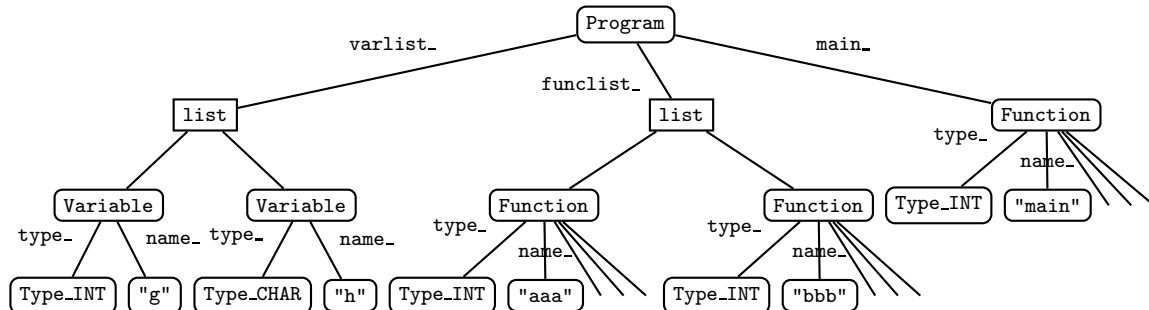 Program
varlist_
main_
funclist_
list
list
Function
type_
name_
Type_INT
"main"
Variable
Variable
Function
Function
type_
name_
type_
name_
type_
name_
type_
name_
Type_INT
"g"
Type_CHAR
"h"
Type_INT
"aaa"
Type_INT
"bbb"